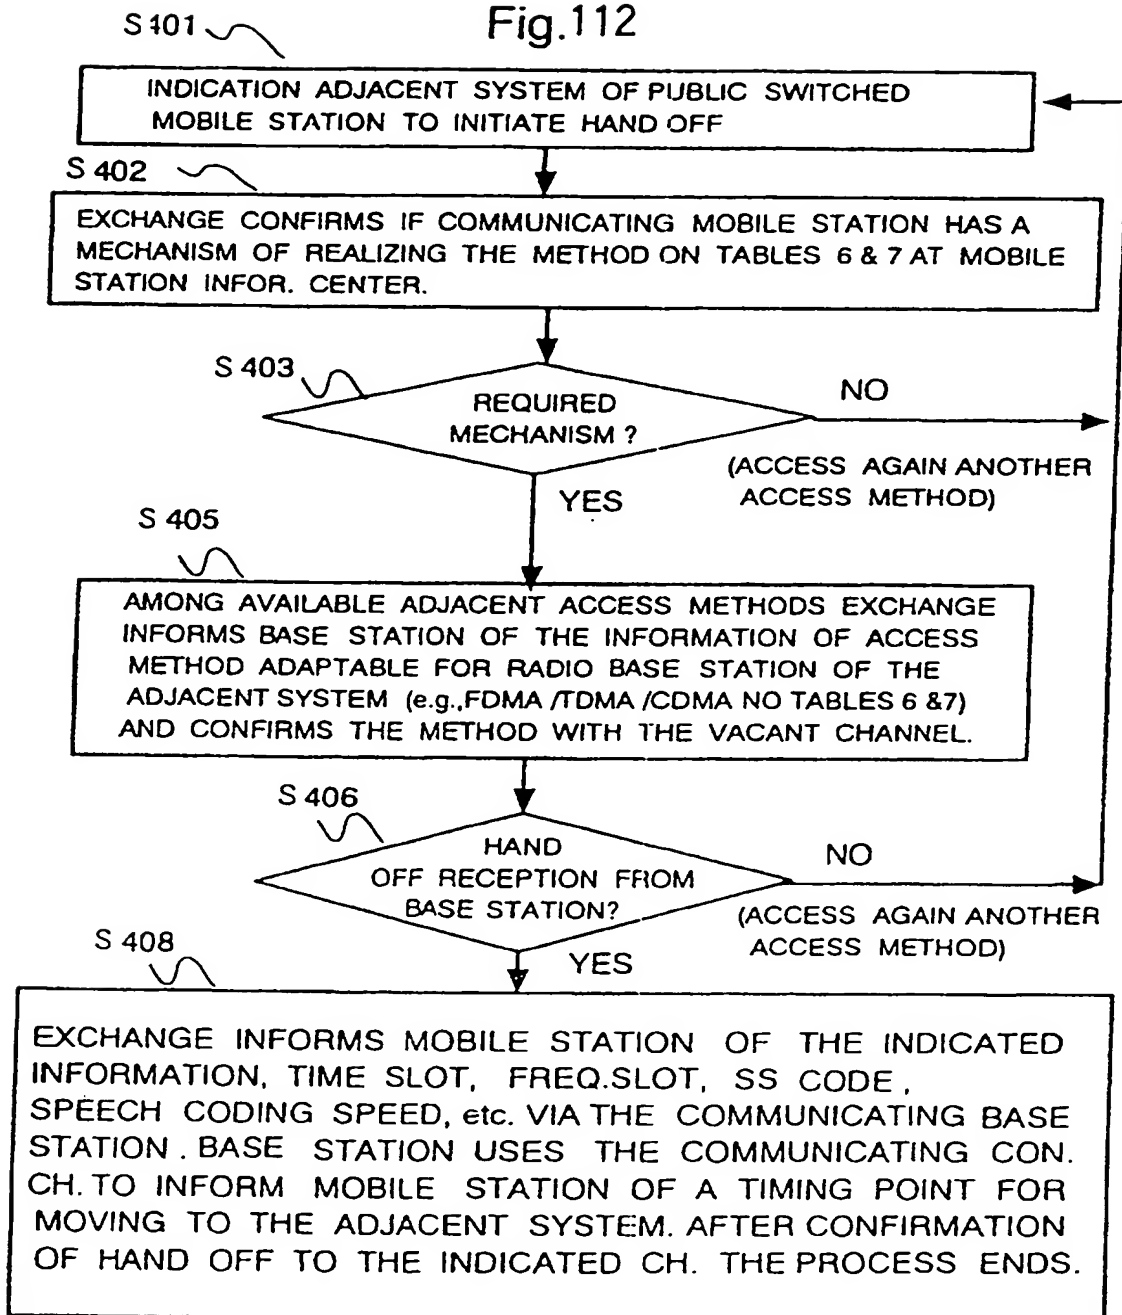 Fig.112
S 401
INDICATION ADJACENT SYSTEM OF PUBLIC SWITCHED
MOBILE STATION TO INITIATE HAND OFF
S 402
EXCHANGE CONFIRMS IF COMMUNICATING MOBILE STATION HAS A
MECHANISM OF REALIZING THE METHOD ON TABLES 6 & 7 AT MOBILE
STATION INFOR. CENTER.
S 403
REQUIRED
MECHANISM ?
NO
(ACCESS AGAIN ANOTHER
ACCESS METHOD)
YES
S 405
AMONG AVAILABLE ADJACENT ACCESS METHODS EXCHANGE
INFORMS BASE STATION OF THE INFORMATION OF ACCESS
METHOD ADAPTABLE FOR RADIO BASE STATION OF THE
ADJACENT SYSTEM (e.g.,FDMA /TDMA /CDMA NO TABLES 6 &7)
AND CONFIRMS THE METHOD WITH THE VACANT CHANNEL.
S 406
HAND
OFF RECEPTION FROM
BASE STATION?
NO
(ACCESS AGAIN ANOTHER
ACCESS METHOD)
YES
S 408
EXCHANGE INFORMS MOBILE STATION OF THE INDICATED
INFORMATION, TIME SLOT, FREQ.SLOT, SS CODE,
SPEECH CODING SPEED, etc. VIA THE COMMUNICATING BASE
STATION. BASE STATION USES THE COMMUNICATING CON.
CH. TO INFORM MOBILE STATION OF A TIMING POINT FOR
MOVING TO THE ADJACENT SYSTEM. AFTER CONFIRMATION
OF HAND OFF TO THE INDICATED CH. THE PROCESS ENDS.